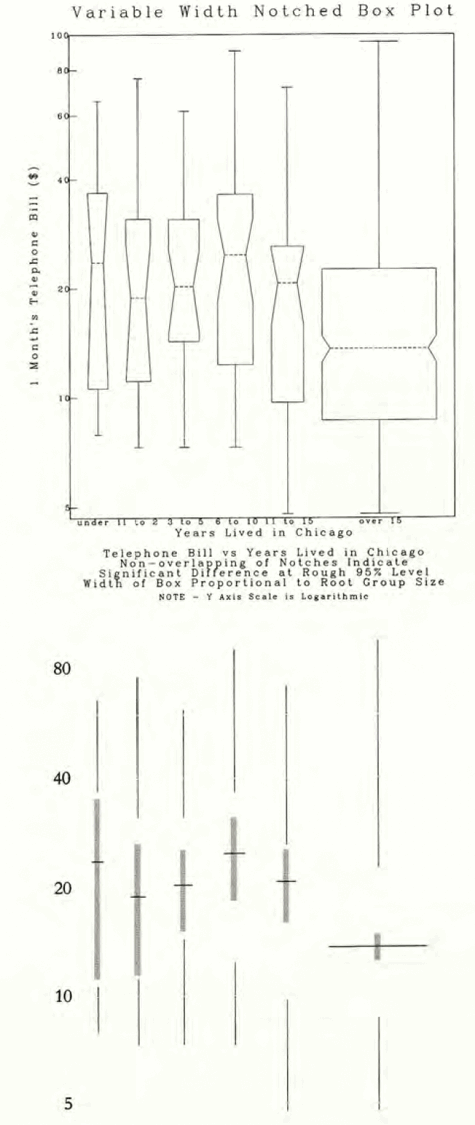 Variable Width Notched Box Plot
100
80
60
40
20
10
5
1 Month's Telephone Bill ($)
under 1 1 to 2 3 to 5 6 to 10 11 to 15 over 15
Years Lived in Chicago
Telephone Bill vs Years Lived in Chicago
Non-overlapping of Notches Indicate
Significant Difference at Rough 95% Level
Width of Box Proportional to Root Group Size
NOTE - Y Axis Scale is Logarithmic
80
40
20
10
5